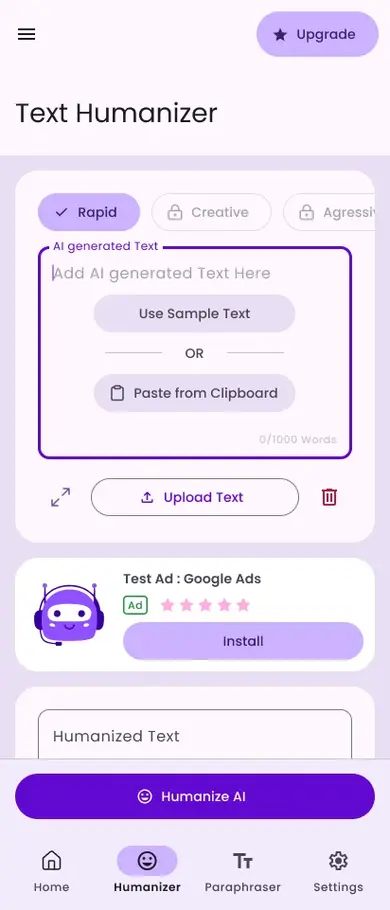 Upgrade
Text Humanizer
Rapid
Creative
Agressiv
AI generated Text
Add AI generated Text Here
Use Sample Text
OR
Paste from Clipboard
0/1000 Words
Upload Text
Test Ad : Google Ads
Ad
Install
Humanized Text
Humanize AI
Home
Humanizer
Paraphraser
Settings